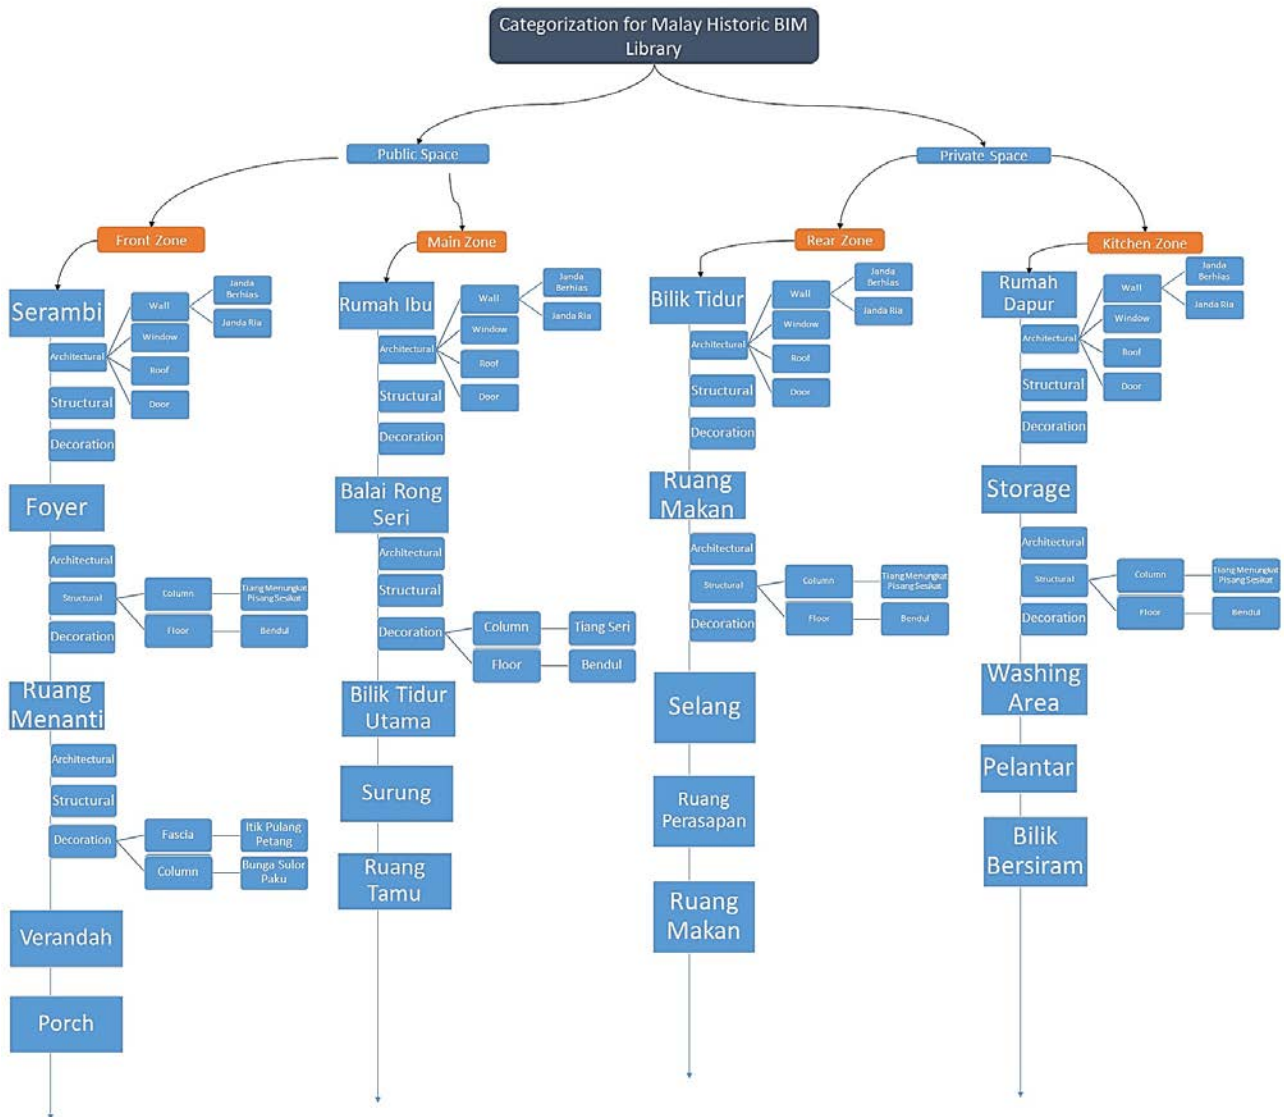 Categorization for Malay Historic BIM
Library
Public Space
Private Space
Front Zone
Main Zone
Rear Zone
Kitchen Zone
Serambi
Architectural
Wall
Janda
Berhias
Janda Ria
Window
Roof
Door
Structural
Decoration
Foyer
Architectural
Structural
Column
Tiang Menungkat
Pisang Sesikat
Floor
Bendul
Decoration
Ruang
Menanti
Architectural
Structural
Decoration
Fascia
Itik Pulang
Petang
Column
Bunga Sulor
Paku
Verandah
Porch
Rumah Ibu
Architectural
Wall
Janda
Berhias
Janda Ria
Window
Roof
Door
Structural
Decoration
Balai Rong
Seri
Architectural
Structural
Decoration
Column
Tiang Seri
Floor
Bendul
Bilik Tidur
Utama
Surung
Ruang
Tamu
Bilik Tidur
Architectural
Wall
Janda
Berhias
Janda Ria
Window
Roof
Door
Structural
Decoration
Ruang
Makan
Architectural
Structural
Column
Tiang Menungkat
Pisang Sesikat
Floor
Bendul
Decoration
Selang
Ruang
Perasapan
Ruang
Makan
Rumah
Dapur
Architectural
Wall
Janda
Berhias
Janda Ria
Window
Roof
Door
Structural
Decoration
Storage
Architectural
Structural
Column
Tiang Menungkat
Pisang Sesikat
Floor
Bendul
Decoration
Washing
Area
Pelantar
Bilik
Bersiram